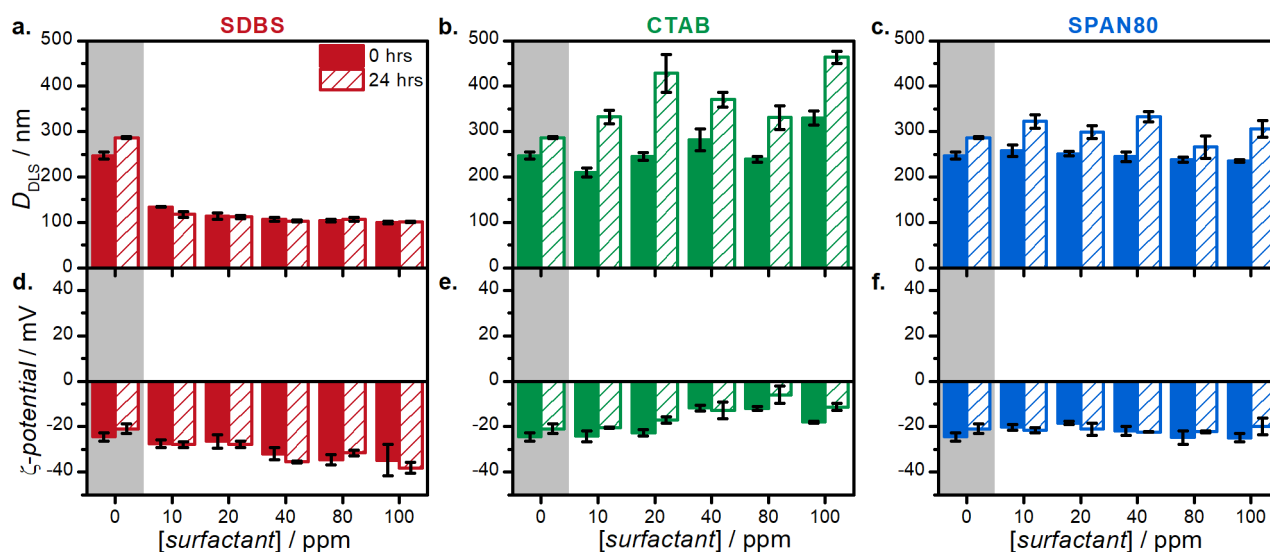 a. SDBS
b. CTAB
c. SPAN80
0 hrs
24 hrs
D_DLS / nm
500
400
300
200
100
0
500
400
300
200
100
0
500
400
300
200
100
0
d.
e.
f.
ζ-potential / mV
40
20
0
-20
-40
40
20
0
-20
-40
40
20
0
-20
-40
0 10 20 40 80 100
0 10 20 40 80 100
0 10 20 40 80 100
[surfactant] / ppm
[surfactant] / ppm
[surfactant] / ppm